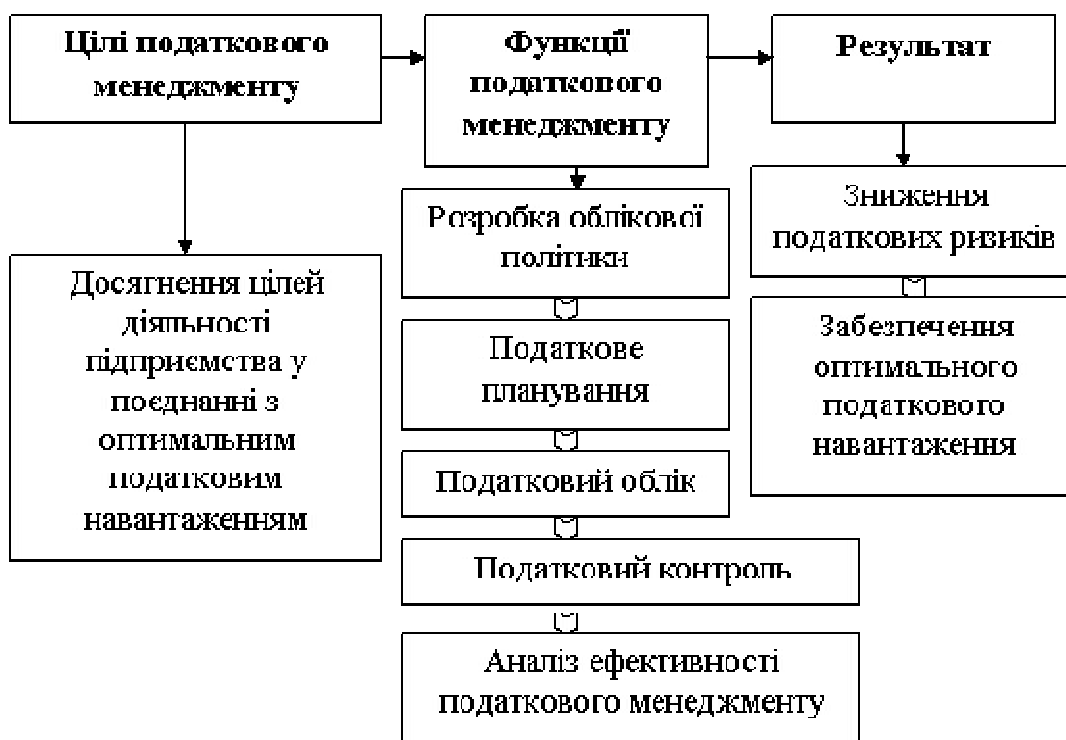 Цілі податкового
менеджменту
Функції
податкового
менеджменту
Результат
Досягнення цілей
діяльності
підприємства у
поєднанні з
оптимальним
податковим
навантаженням
Розробка облікової
політики
Податкове
планування
Податковий облік
Податковий контроль
Аналіз ефективності
податкового менеджменту
Зниження
податкових ризиків
Забезпечення
оптимального
податкового
навантаження